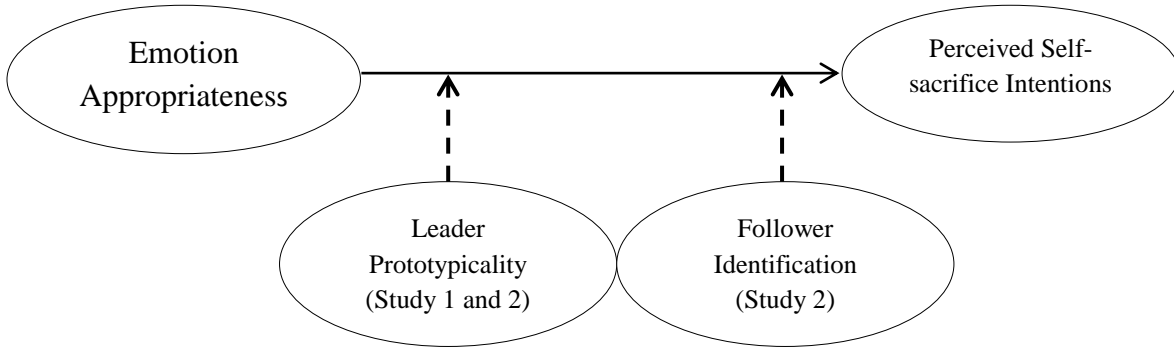 Emotion
Appropriateness
Perceived Self-
sacrifice Intentions
Leader
Prototypicality
(Study 1 and 2)
Follower
Identification
(Study 2)